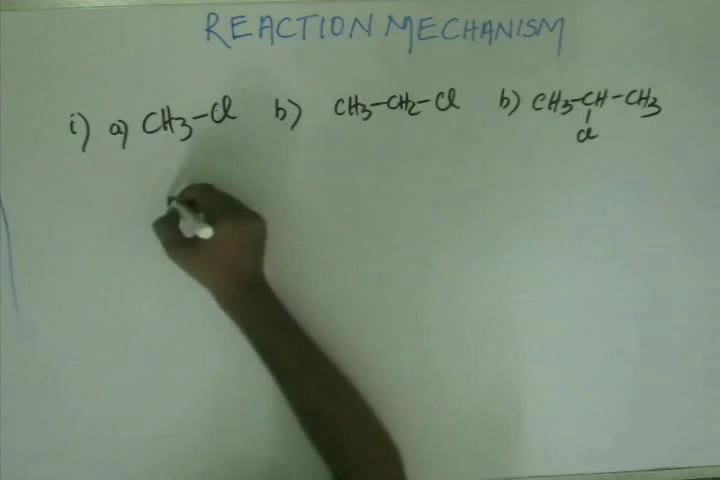 REACTION MECHANISM
i) a) CH3-Cl b) CH3-CH2-Cl b) CH3-CH-CH3
|
Cl